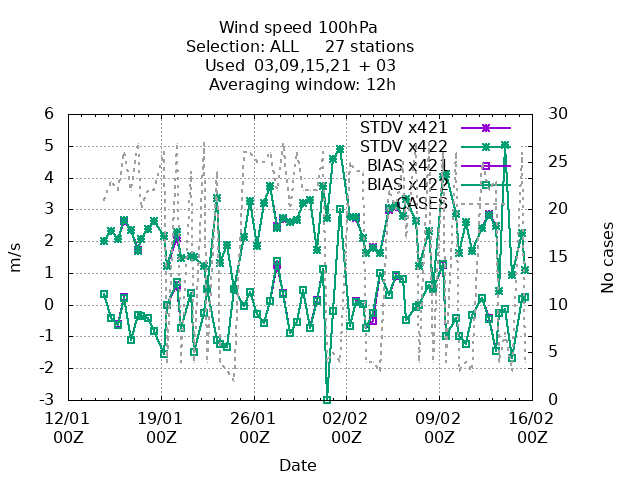 Wind speed 100hPa
Selection: ALL     27 stations
Used  03,09,15,21 + 03
Averaging window: 12h
STDV x421
STDV x422
BIAS x421
BIAS x422
CASES
6
5
4
3
2
1
0
-1
-2
-3
m/s
30
25
20
15
10
5
0
No cases
12/01 19/01 26/01 02/02 09/02 16/02
00Z 00Z 00Z 00Z 00Z 00Z
Date